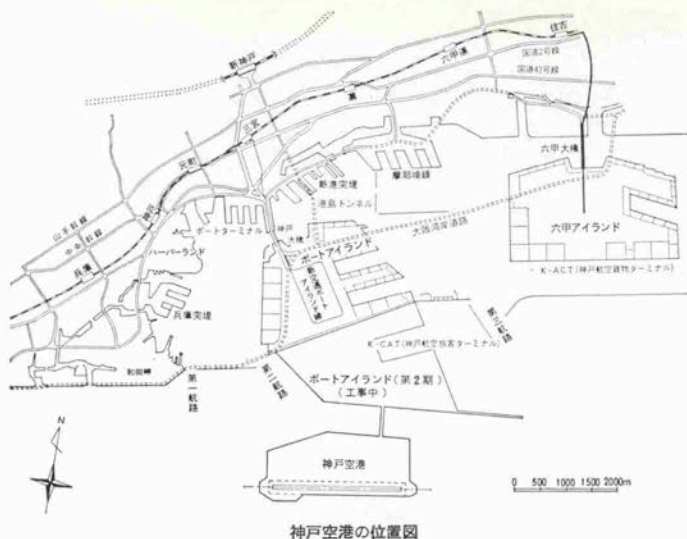 住吉
国道2号線
国道43号線
六甲道
新神戸
灘
三宮
元町
神戸
兵庫
山手幹線
中央幹線
六甲大橋
摩耶埠頭
新港突堤
港島トンネル
大阪湾岸道路
六甲アイランド
・K-ACT(神戸航空貨物ターミナル)
ポートターミナル
神戸大橋
ハーバーランド
ポートアイランド
兵庫突堤
和田岬
第一航路
第二航路
第三航路
K-CAT(神戸航空旅客ターミナル)
ポートアイランド(第2期)
(工事中)
N
神戸空港
0 500 1000 1500 2000m
神戸空港の位置図